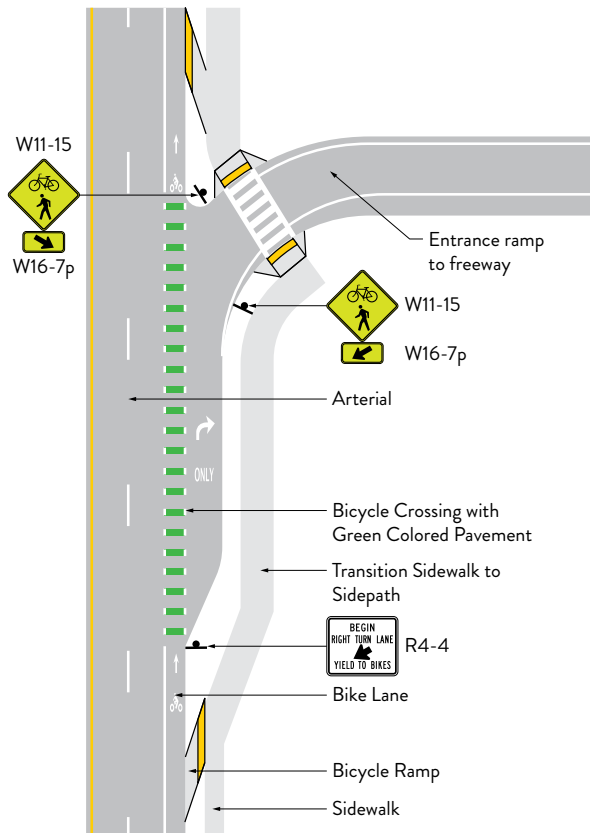 W11-15
W16-7p
Entrance ramp
to freeway
W11-15
W16-7p
Arterial
ONLY
Bicycle Crossing with
Green Colored Pavement
Transition Sidewalk to
Sidepath
BEGIN
RIGHT TURN LANE
YIELD TO BIKES
R4-4
Bike Lane
Bicycle Ramp
Sidewalk